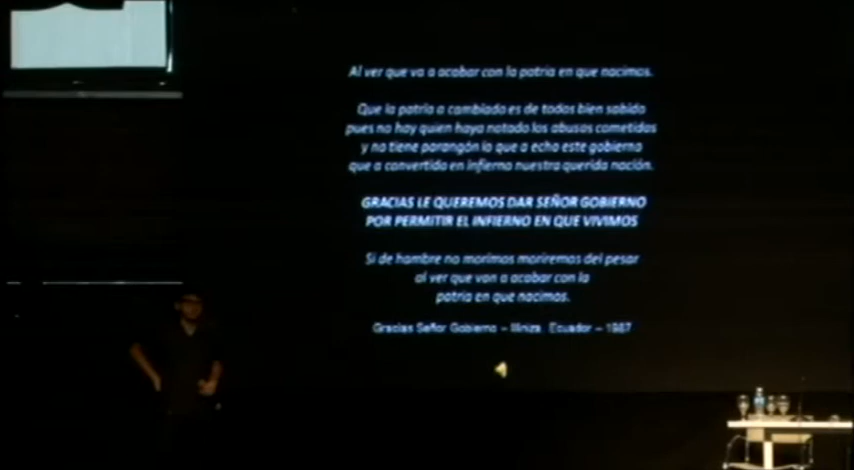 Al ver que va a acabar con la patria en que nacimos.
Que la patria a cambiado es de todos bien sabido
pues no hay quien haya notado los abusos cometidos
y no tiene parangón lo que a echo este gobierno
que a convertido en infierno nuestra querida nación.
GRACIAS LE QUEREMOS DAR SEÑOR GOBIERNO
POR PERMITIR EL INFIERNO EN QUE VIVIMOS
Si de hambre no morimos moriremos del pesar
al ver que van a acabar con la
patria en que nacimos.
Gracias Señor Gobierno – Illiniza Ecuador – 1987